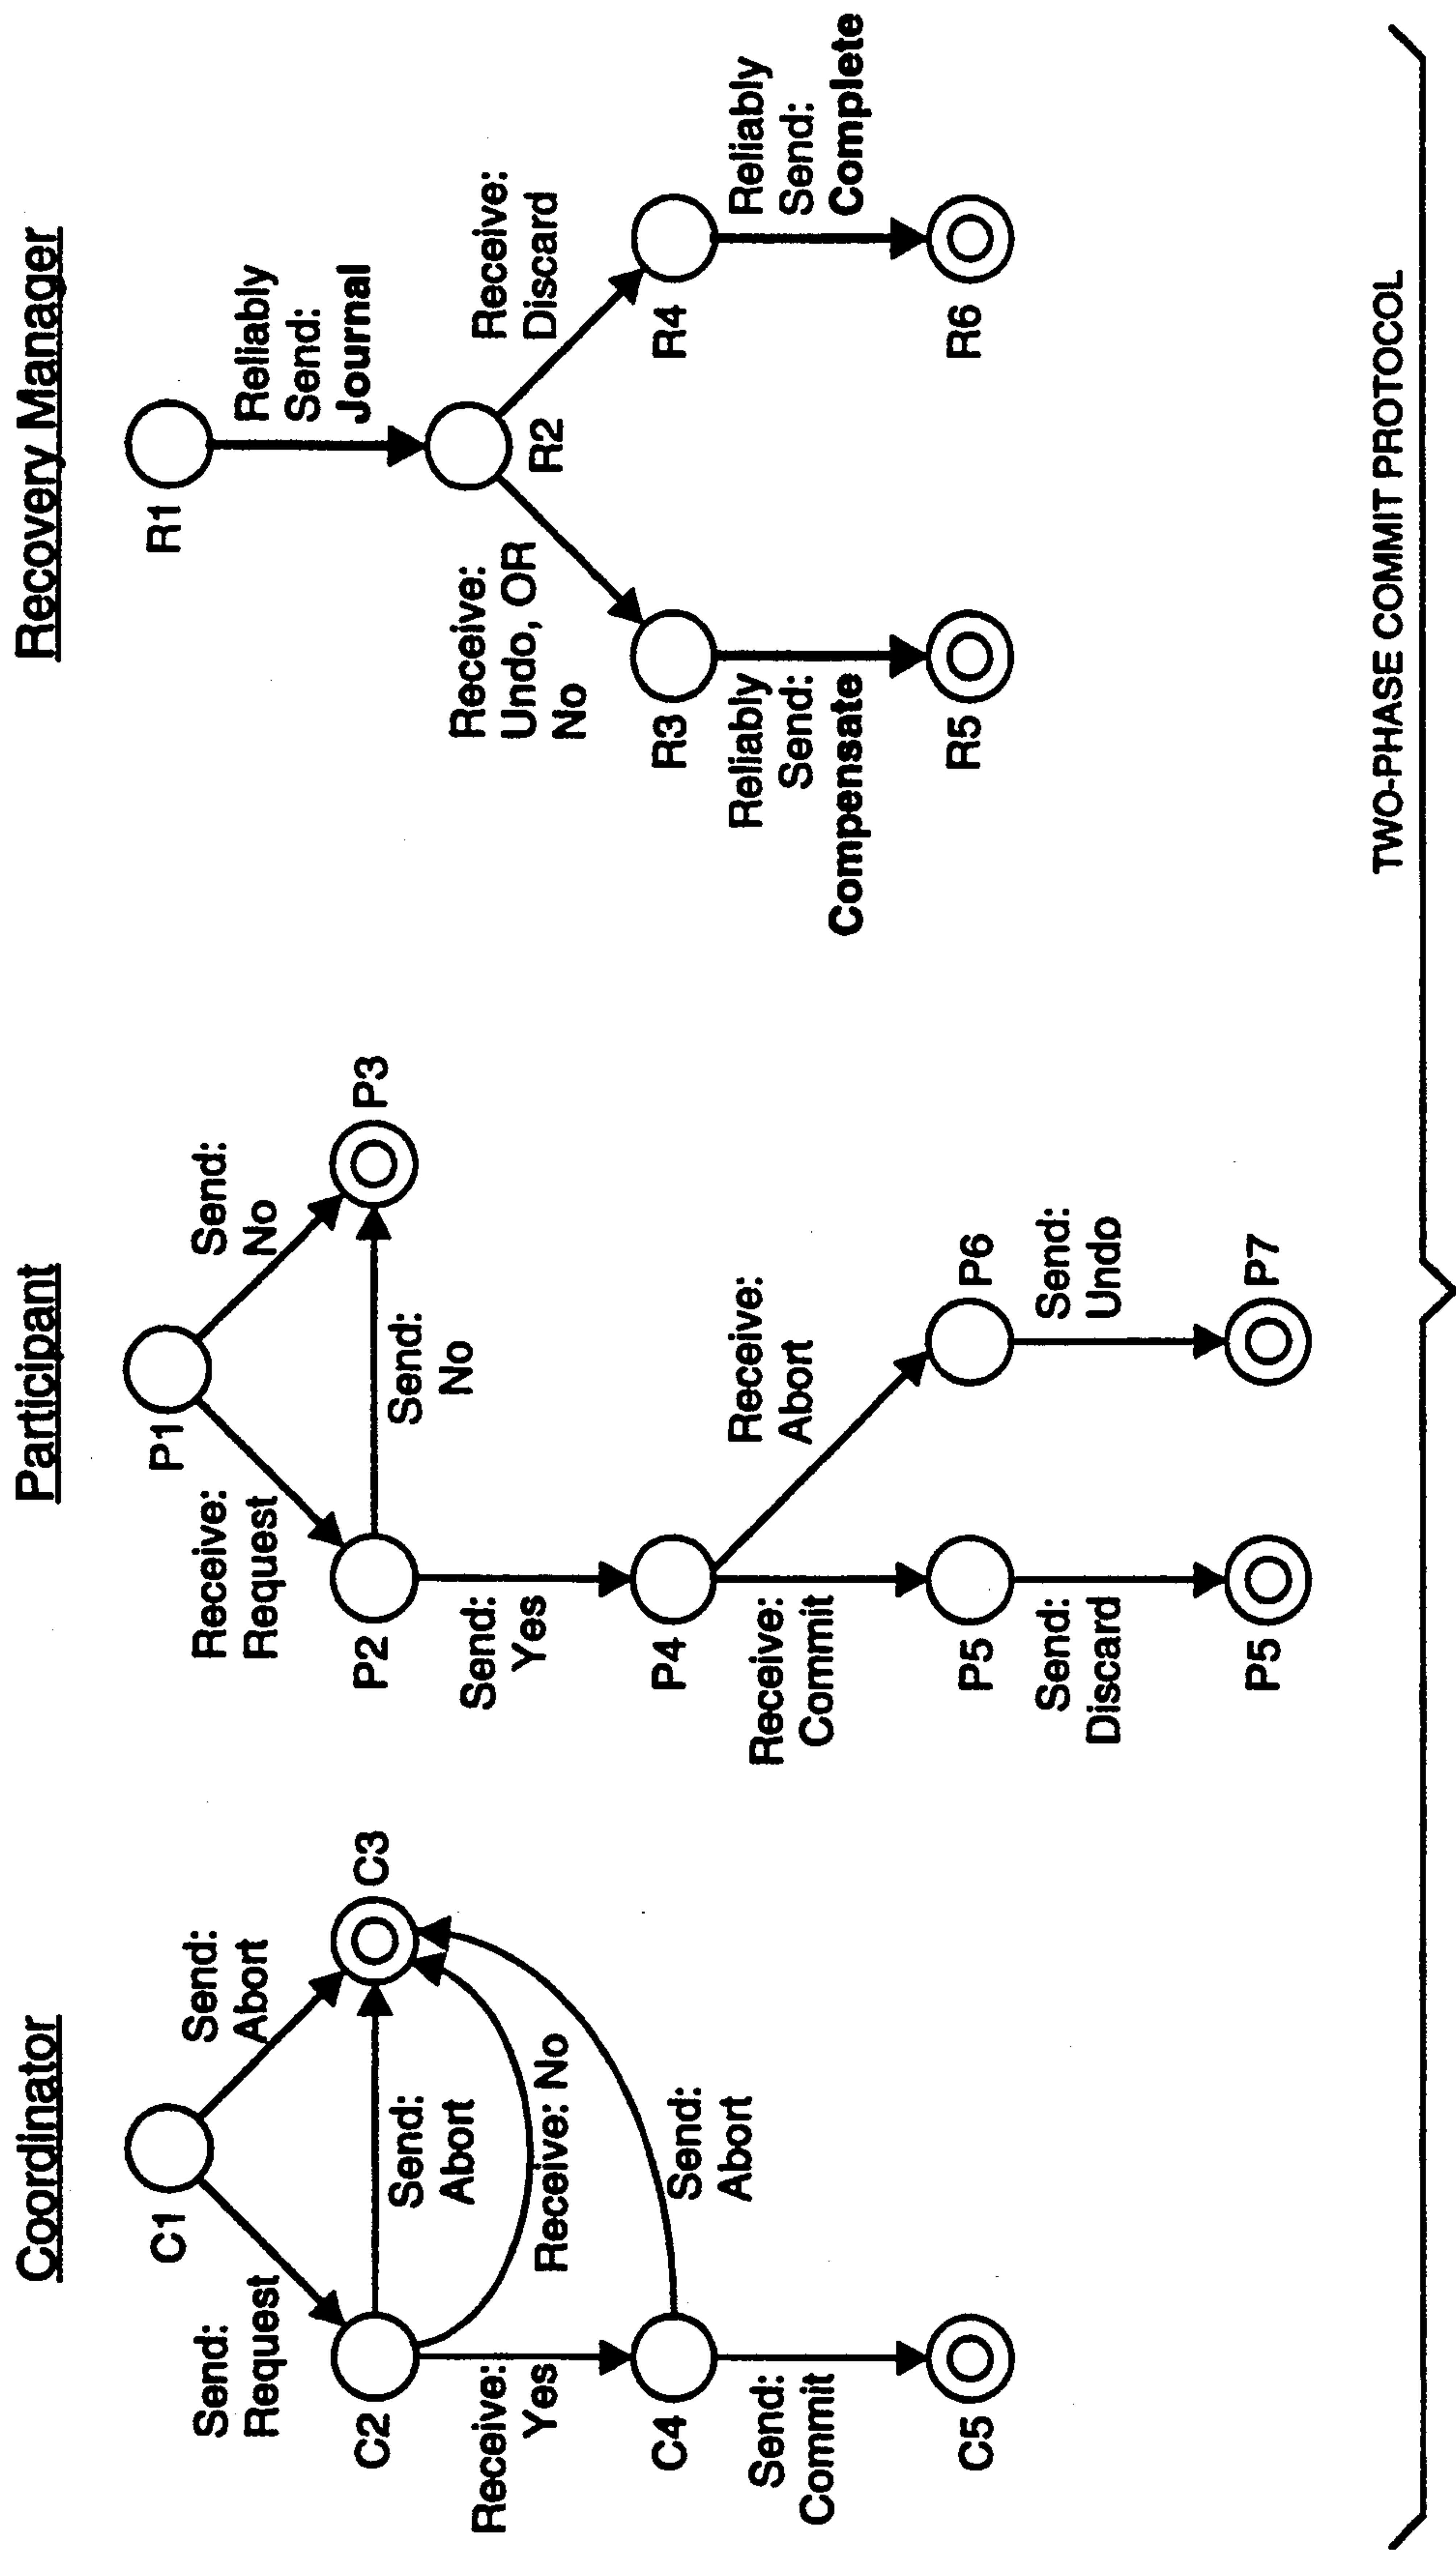 Coordinator
C1
Send:
Request
Send:
Abort
C2
C3
Send:
Abort
Receive: No
Receive:
Yes
Send:
Abort
C4
Send:
Commit
C5
Participant
P1
Receive:
Request
Send:
No
P2
P3
Send:
No
Send:
Yes
P4
Receive:
Commit
Receive:
Abort
P5
P6
Send:
Discard
Send:
Undo
P5
P7
Recovery Manager
R1
Reliably
Send:
Journal
R2
Receive:
Undo, OR
No
Receive:
Discard
R3
R4
Reliably
Send:
Compensate
Reliably
Send:
Complete
R5
R6
TWO-PHASE COMMIT PROTOCOL